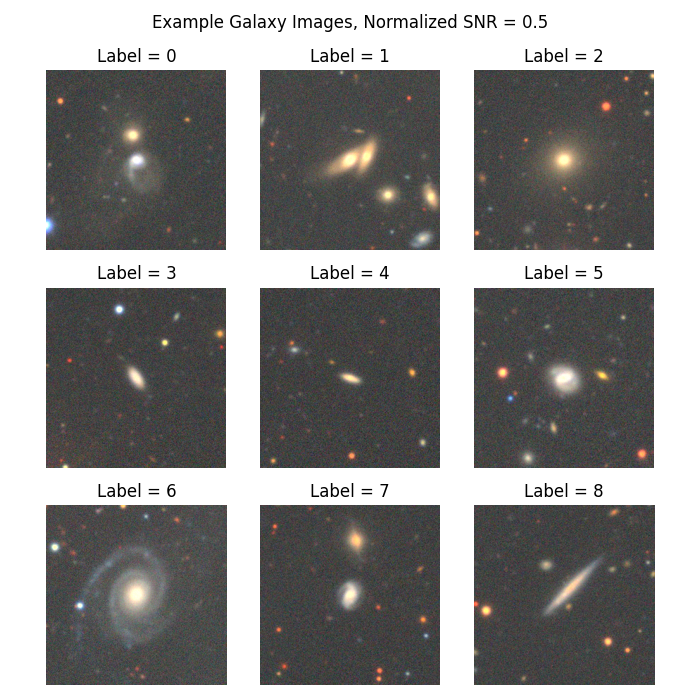 Example Galaxy Images, Normalized SNR = 0.5
Label = 0
Label = 1
Label = 2
Label = 3
Label = 4
Label = 5
Label = 6
Label = 7
Label = 8